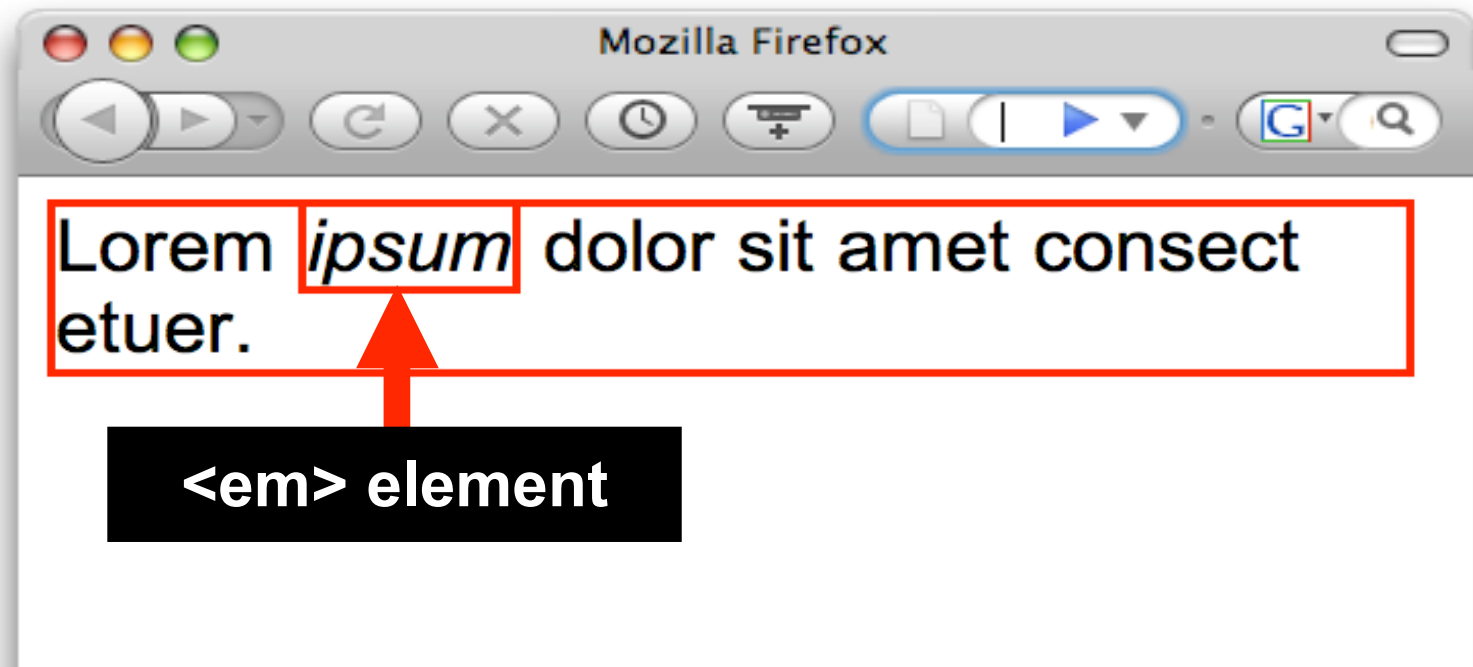 Mozilla Firefox
G
Lorem ipsum dolor sit amet consect
etuer.
<em> element